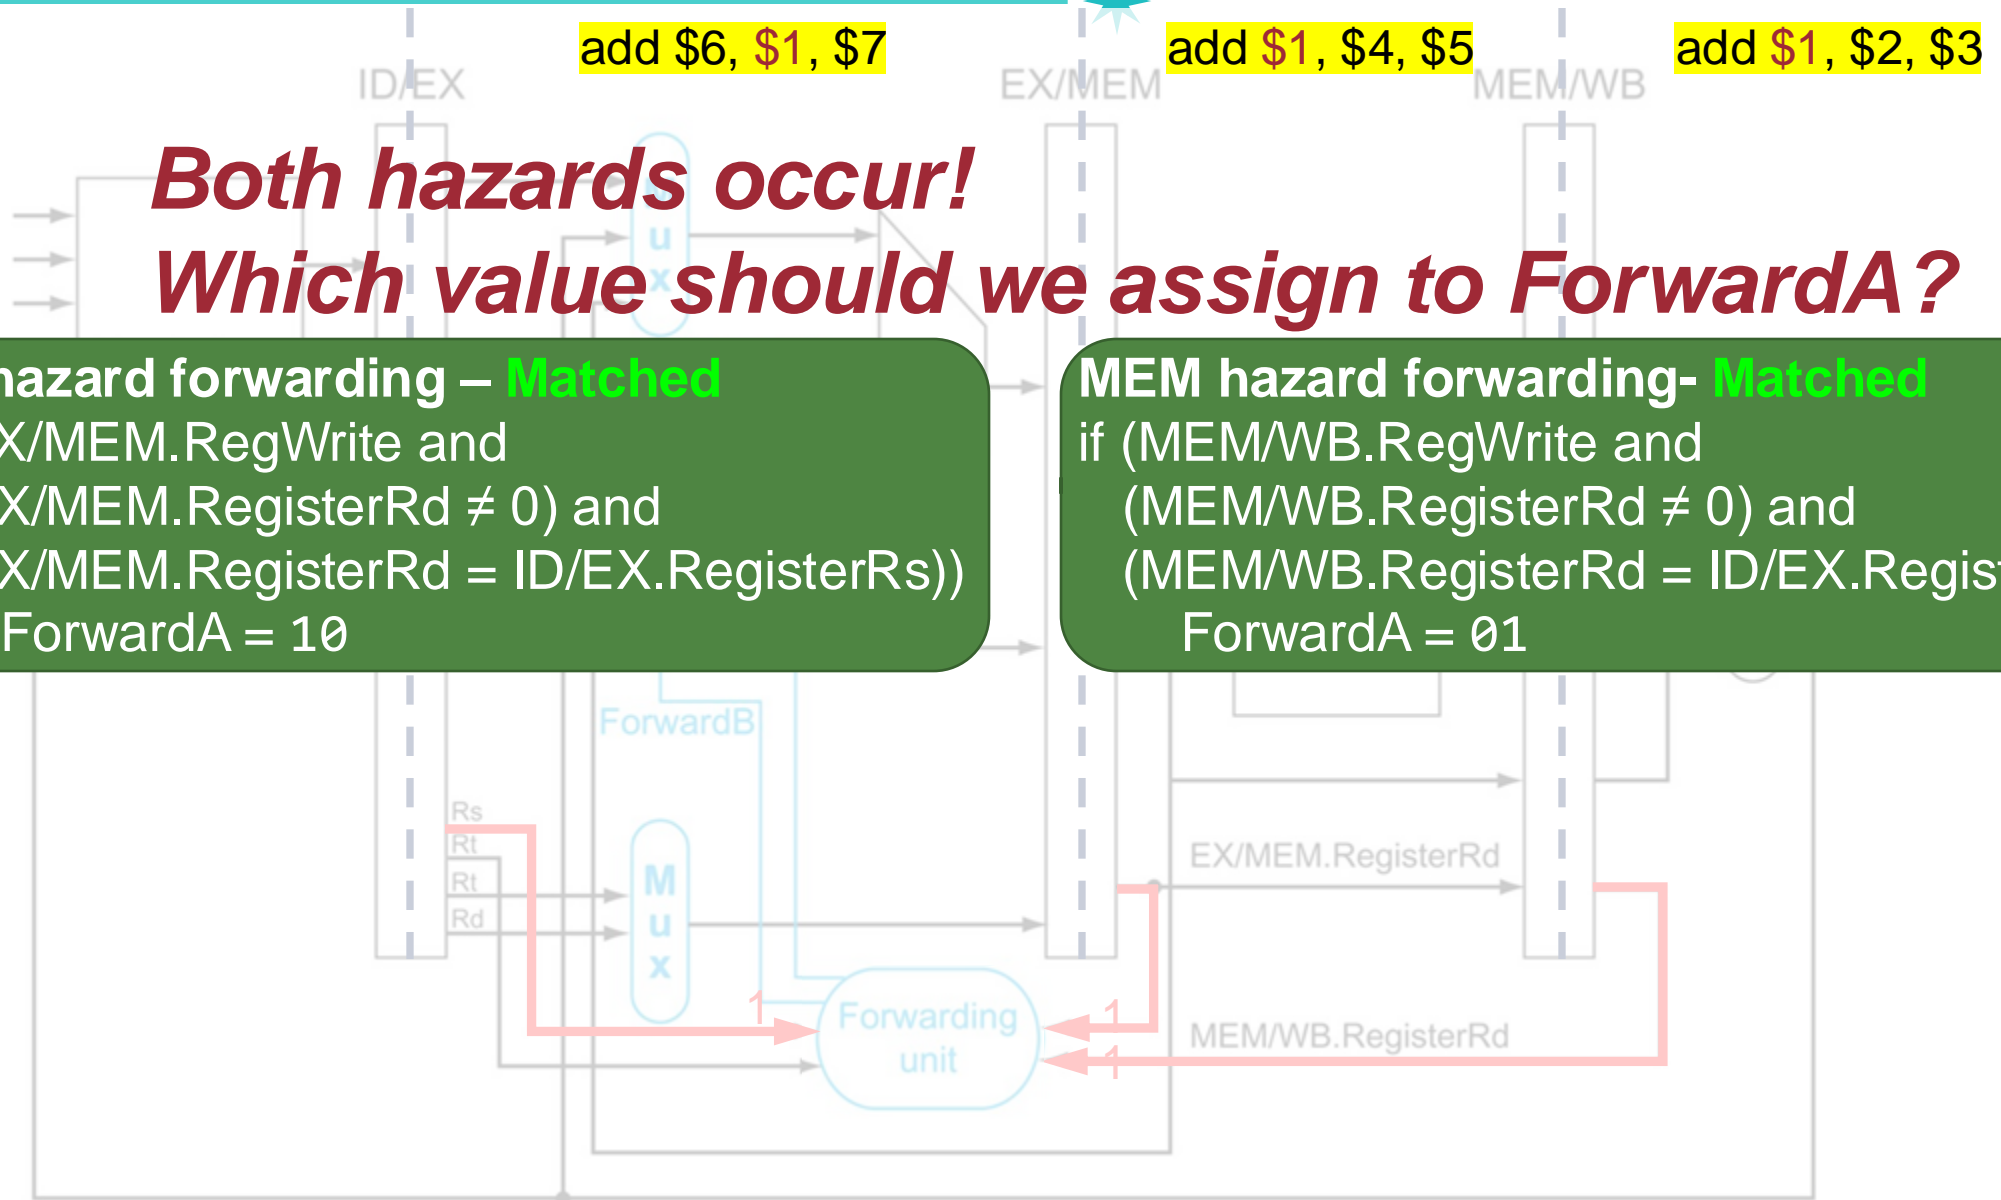 add $6, $1, $7
add $1, $4, $5
add $1, $2, $3
ID/EX
EX/MEM
MEM/WB
Both hazards occur!
Which value should we assign to ForwardA?
u
x
hazard forwarding – Matched
X/MEM.RegWrite and
X/MEM.RegisterRd ≠ 0) and
X/MEM.RegisterRd = ID/EX.RegisterRs))
ForwardA = 10
MEM hazard forwarding- Matched
if (MEM/WB.RegWrite and
(MEM/WB.RegisterRd ≠ 0) and
(MEM/WB.RegisterRd = ID/EX.Regis
ForwardA = 01
ForwardB
Rs
Rt
Rt
Rd
M
u
x
EX/MEM.RegisterRd
1
1
1
Forwarding
unit
MEM/WB.RegisterRd